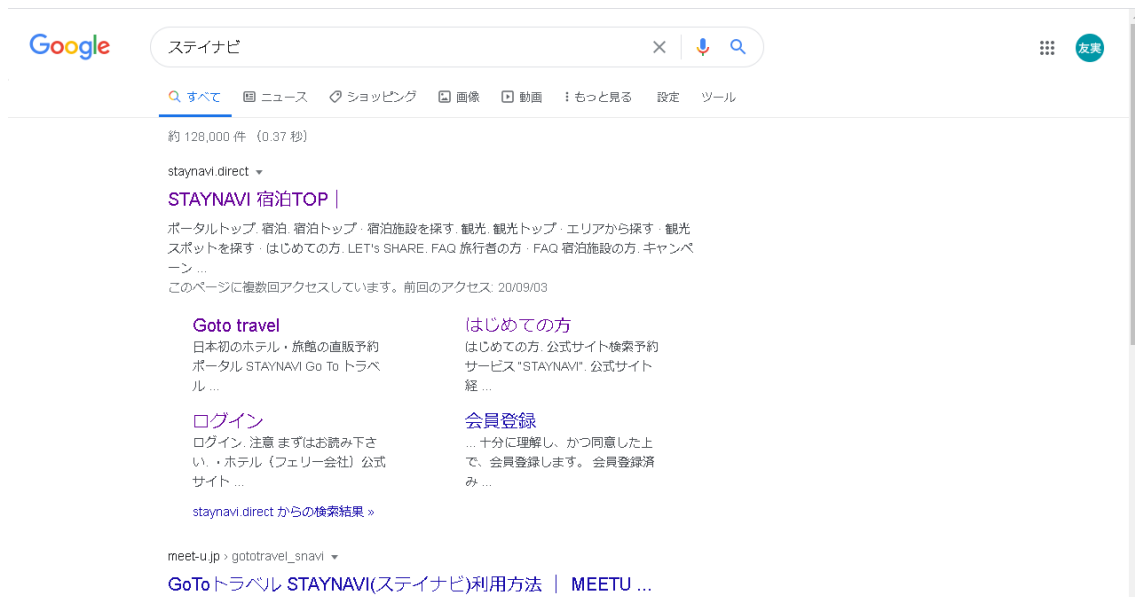 Google
ステイナビ
友実
すべて ニュース ショッピング 画像 動画 もっと見る 設定 ツール
約 128,000 件 （0.37 秒）
staynavi.direct
STAYNAVI 宿泊TOP｜
ポータルトップ. 宿泊. 宿泊トップ · 宿泊施設を探す. 観光. 観光トップ · エリアから探す · 観光
スポットを探す · はじめての方. LET's SHARE. FAQ 旅行者の方 · FAQ 宿泊施設の方. キャンペ
ーン ...
このページに複数回アクセスしています。前回のアクセス: 20/09/03
Goto travel
日本初のホテル・旅館の直販予約
ポータル STAYNAVI Go To トラベ
ル ...
はじめての方
はじめての方. 公式サイト検索予約
サービス "STAYNAVI". 公式サイト
経 ...
ログイン
ログイン. 注意 まずはお読み下さ
い. ・ホテル（フェリー会社）公式
サイト ...
会員登録
... 十分に理解し、かつ同意した上
で、会員登録します。 会員登録済
み ...
staynavi.direct からの検索結果 »
meet-u.jp › gototravel_snavi
GoToトラベル STAYNAVI(ステイナビ)利用方法 ｜ MEETU ...